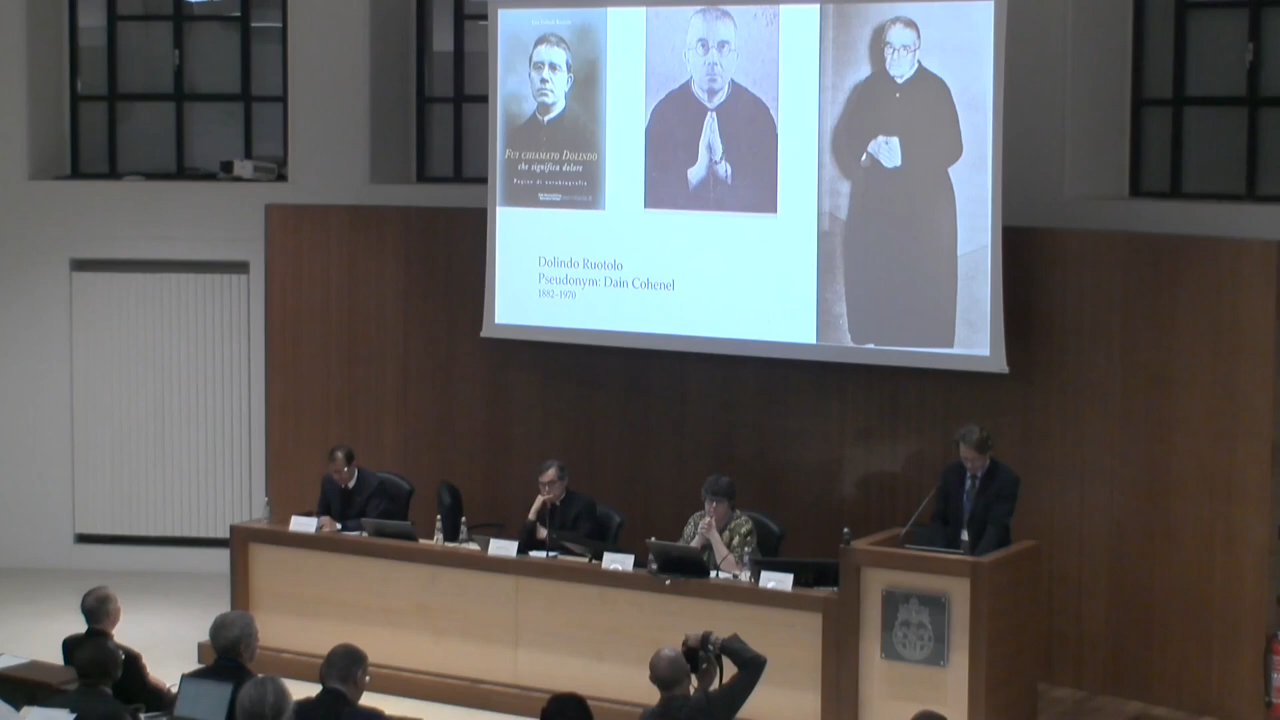 FUI CHIAMATO DOLINDO
che significa dolore
Pagine di autobiografia
Dolindo Ruotolo
Pseudonym: Dain Cohenel
1882–1970